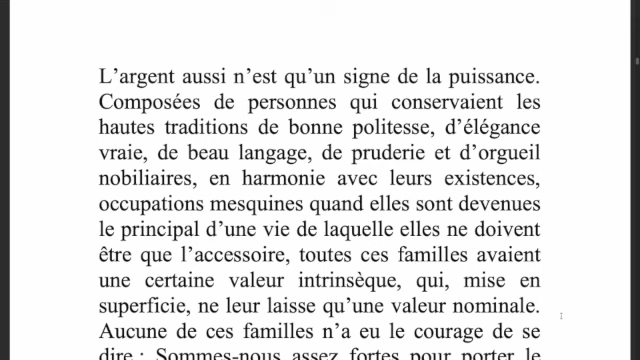 L’argent aussi n’est qu’un signe de la puissance.
Composées de personnes qui conservaient les
hautes traditions de bonne politesse, d’élégance
vraie, de beau langage, de pruderie et d’orgueil
nobiliaires, en harmonie avec leurs existences,
occupations mesquines quand elles sont devenues
le principal d’une vie de laquelle elles ne doivent
être que l’accessoire, toutes ces familles avaient
une certaine valeur intrinsèque, qui, mise en
superficie, ne leur laisse qu’une valeur nominale.
Aucune de ces familles n’a eu le courage de se
dire : Sommes-nous assez fortes pour porter le